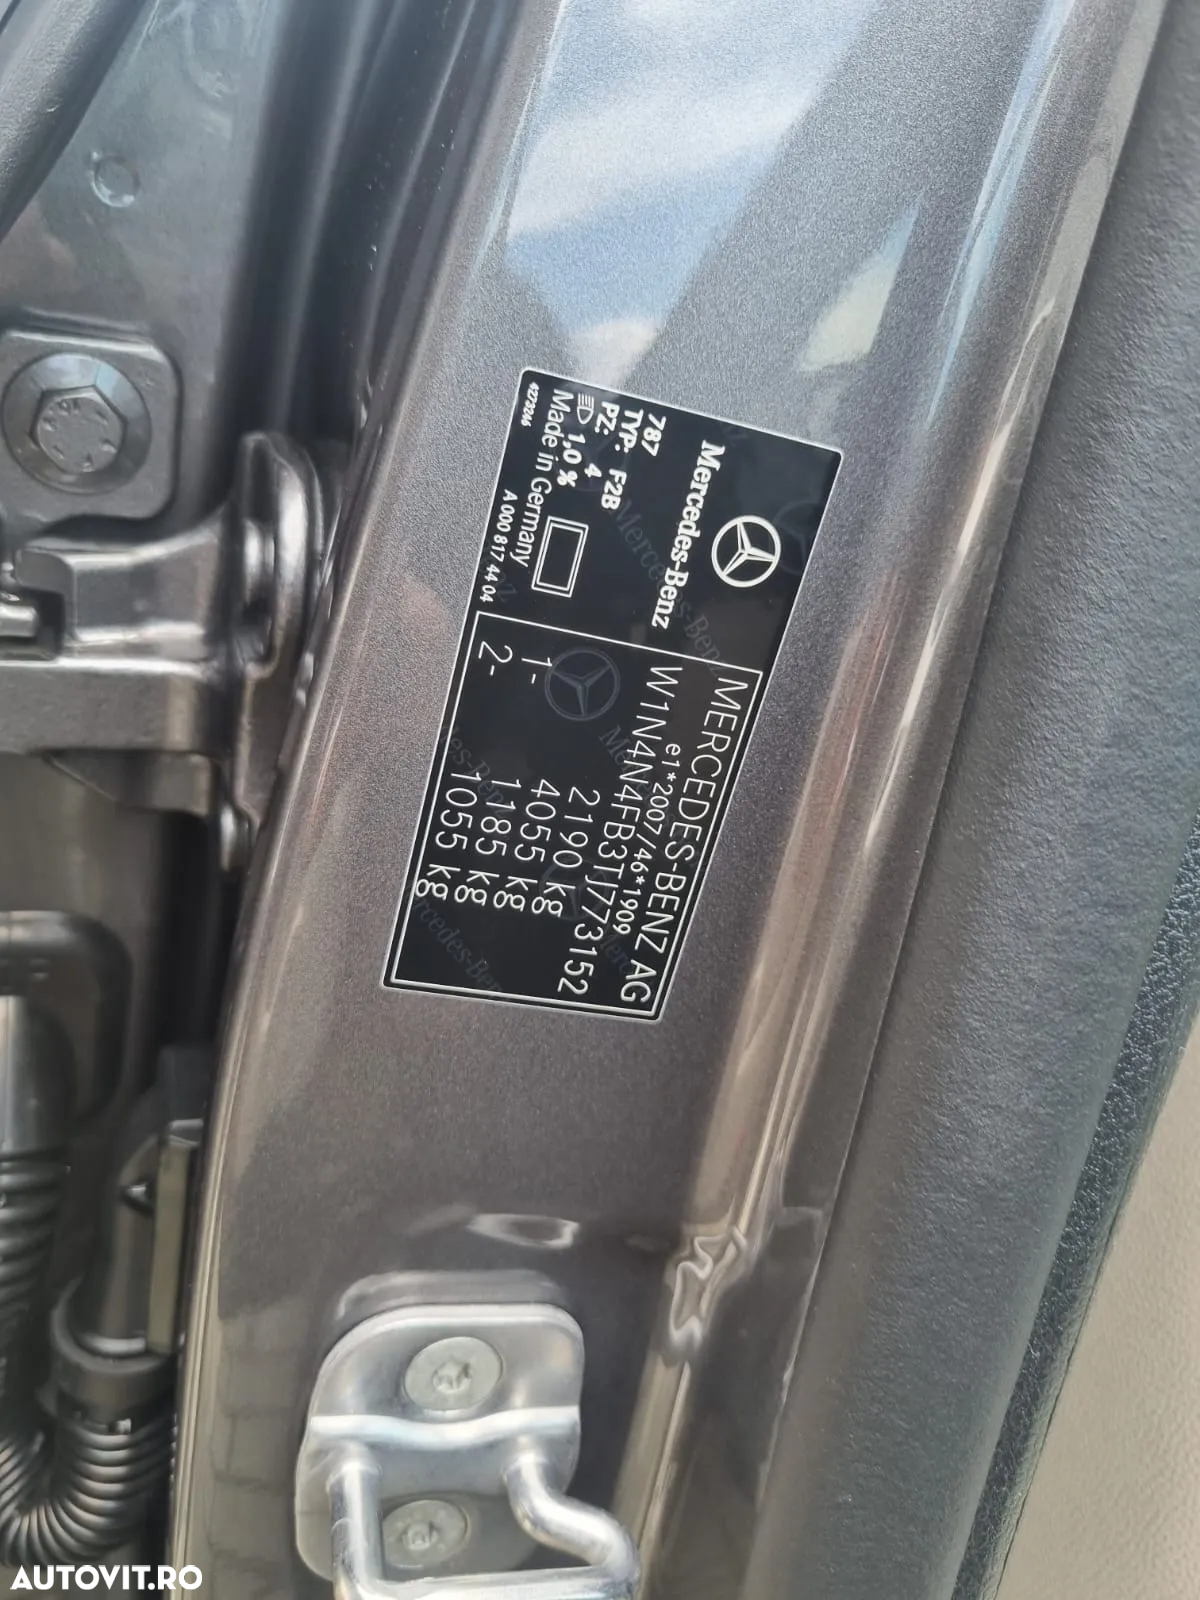 Mercedes-Benz
787
TYP: F2B
PZ: 4
1,0 %
Made in Germany
A 000 817 44 04
4273246
MERCEDES-BENZ AG
e1*2007/46*1909
W1N4N4FB3TJ773152
2190 kg
4055 kg
1- 1185 kg
2- 1055 kg
AUTOVIT.RO